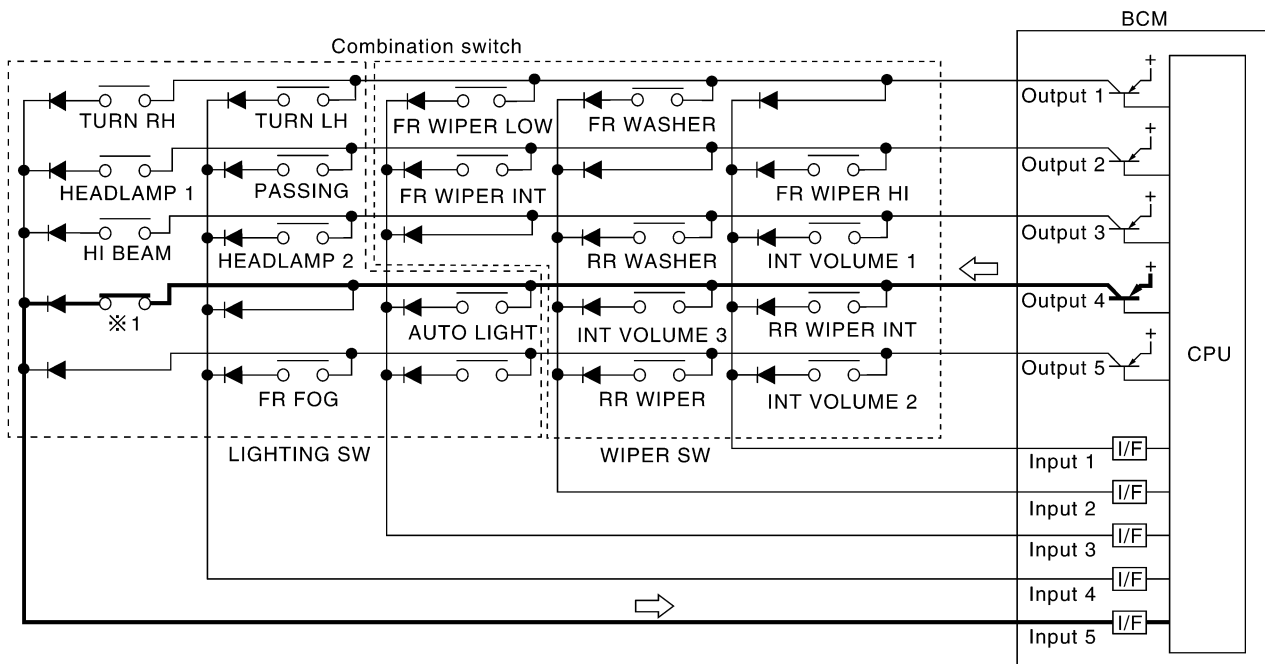 BCM
Combination switch
+
Output 1
TURN RH
TURN LH
FR WIPER LOW
FR WASHER
+
Output 2
HEADLAMP 1
PASSING
FR WIPER INT
FR WIPER HI
+
Output 3
HI BEAM
HEADLAMP 2
RR WASHER
INT VOLUME 1
+
Output 4
※1
AUTO LIGHT
INT VOLUME 3
RR WIPER INT
+
Output 5
CPU
FR FOG
RR WIPER
INT VOLUME 2
LIGHTING SW
WIPER SW
Input 1
I/F
Input 2
I/F
Input 3
I/F
Input 4
I/F
Input 5
I/F